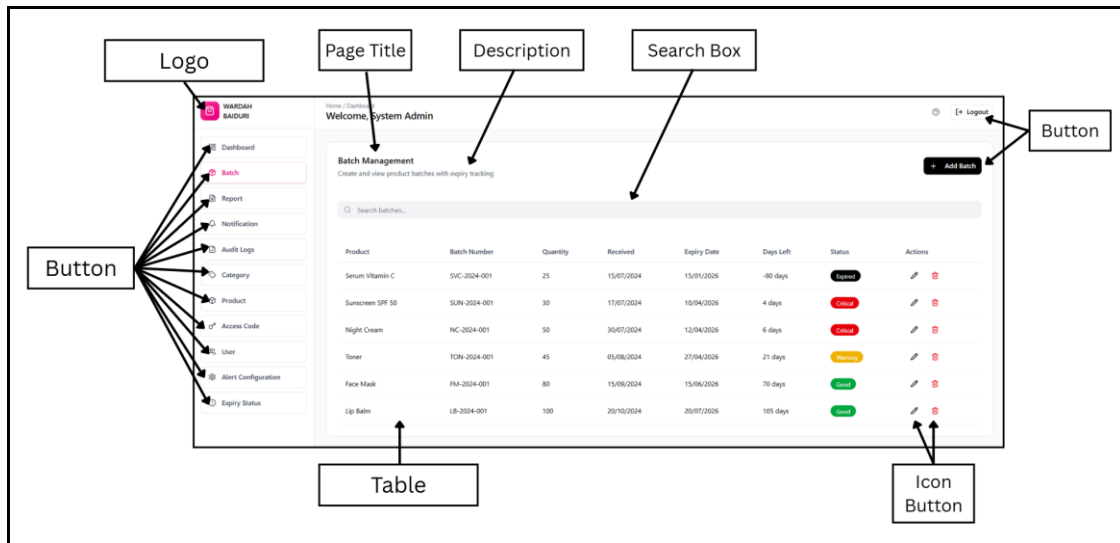 Logo
Page Title
Description
Search Box
WARDAH
BAIDURI
Home / Dashboard
Welcome, System Admin
Logout
Button
Dashboard
Batch
Report
Notification
Audit Logs
Category
Product
Access Code
User
Alert Configuration
Expiry Status
Button
Batch Management
Create and view product batches with expiry tracking
+ Add Batch
Search batches...
Product Batch Number Quantity Received Expiry Date Days Left Status Actions
Serum Vitamin C SVC-2024-001 25 15/07/2024 15/01/2026 -80 days Expired
Sunscreen SPF 50 SUN-2024-001 30 17/07/2024 10/04/2026 4 days Critical
Night Cream NC-2024-001 50 30/07/2024 12/04/2026 6 days Critical
Toner TON-2024-001 45 05/08/2024 27/04/2026 21 days Warning
Face Mask FM-2024-001 80 15/09/2024 15/06/2026 70 days Good
Lip Balm LB-2024-001 100 20/10/2024 20/07/2026 105 days Good
Table
Icon
Button